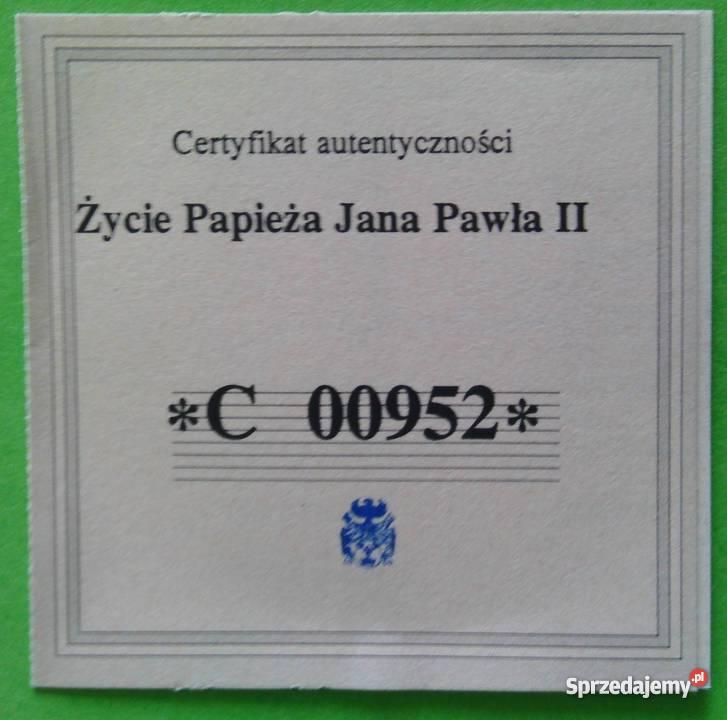 Certyfikat autentyczności
Życie Papieża Jana Pawła II
*C 00952*
Sprzedajemy.pl